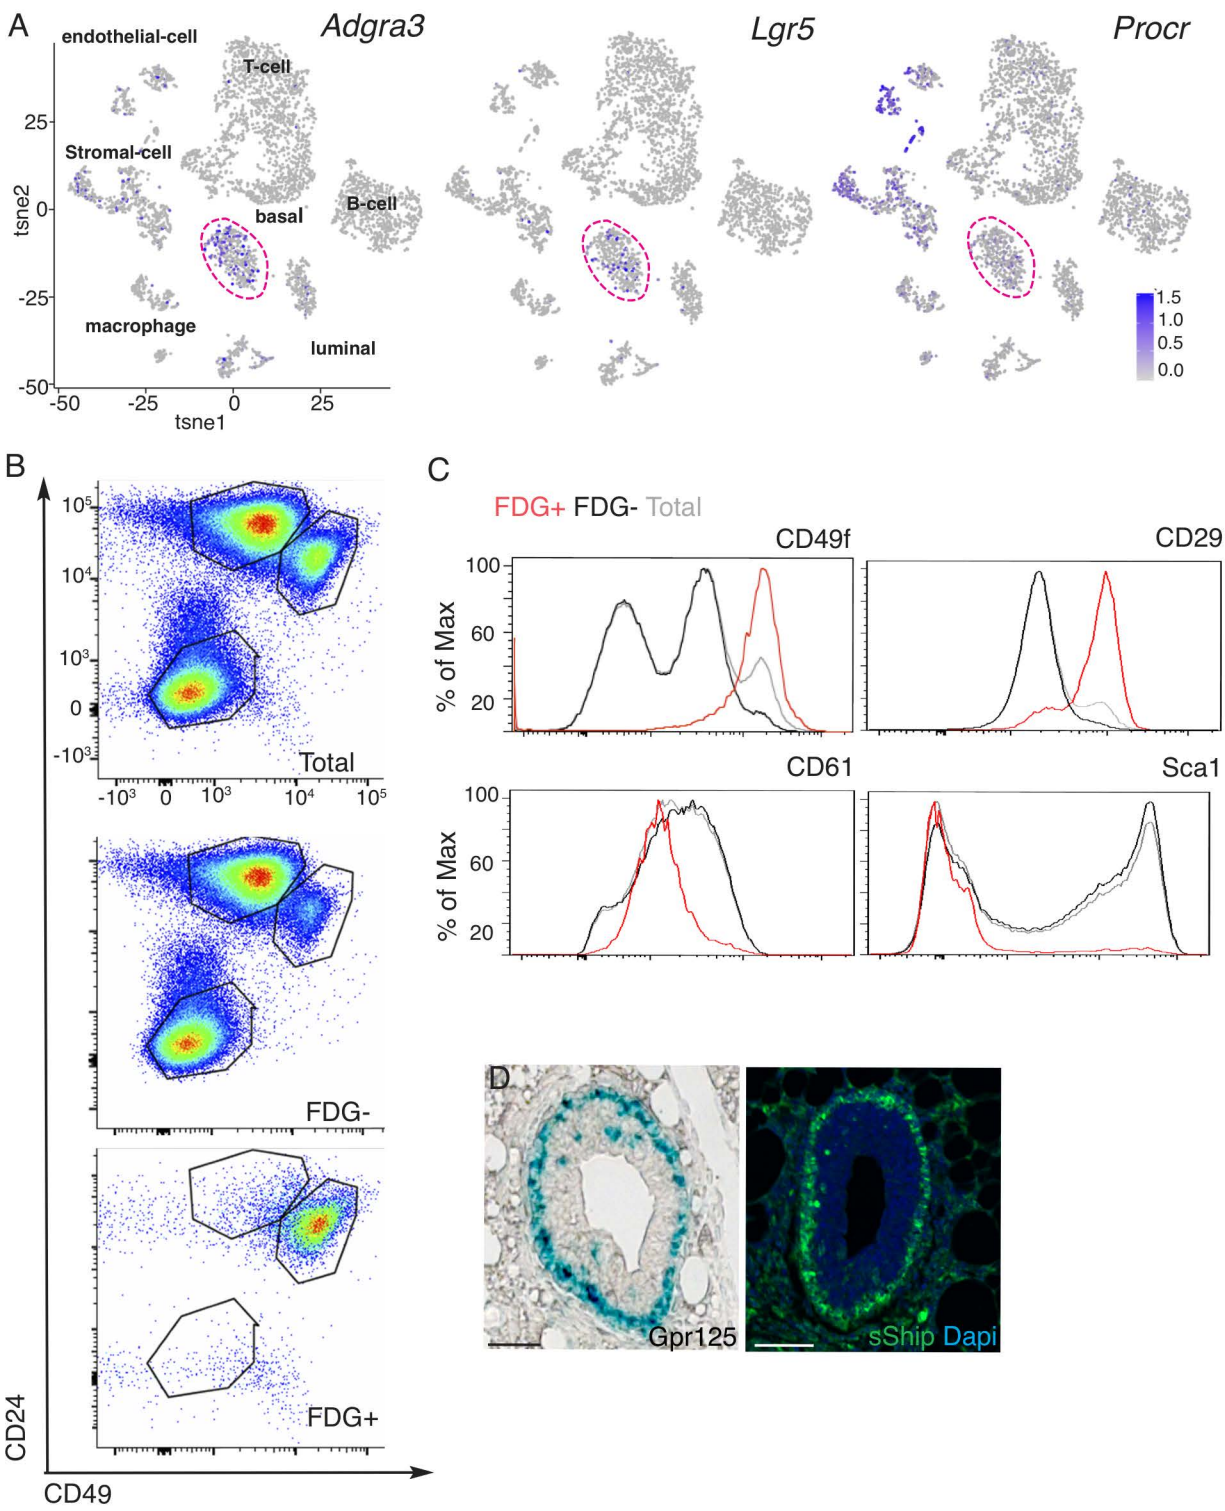 A
Adgra3
Lgr5
Procr
endothelial-cell
T-cell
Stromal-cell
B-cell
basal
macrophage
luminal
25
0
-25
-50
tsne2
-50 -25 0 25
tsne1
1.5
1.0
0.5
0.0
B
10⁵
10⁴
10³
0
-10³
Total
-10³ 0 10³ 10⁴ 10⁵
FDG-
FDG+
CD24
CD49
C
FDG+ FDG- Total
CD49f
CD29
100
60
20
% of Max
CD61
Sca1
100
60
20
% of Max
D
Gpr125
sShip Dapi